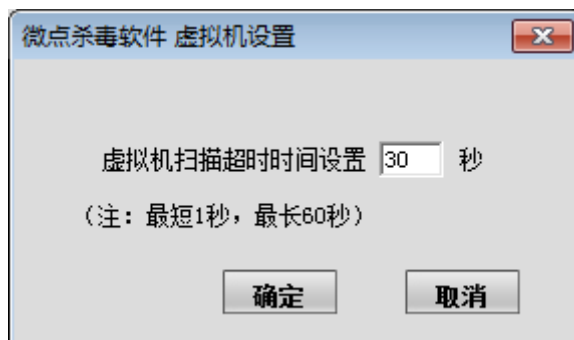 微点杀毒软件 虚拟机设置
虚拟机扫描超时时间设置 30 秒
(注: 最短1秒，最长60秒)
确定 取消